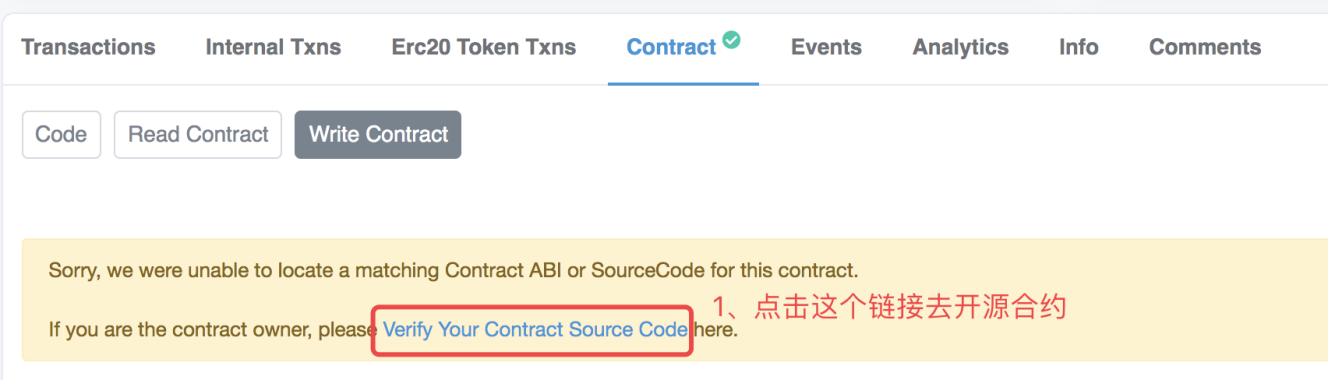 Transactions Internal Txns Erc20 Token Txns Contract Events Analytics Info Comments
Code Read Contract Write Contract
Sorry, we were unable to locate a matching Contract ABI or SourceCode for this contract.
1、点击这个链接去开源合约
If you are the contract owner, please Verify Your Contract Source Code here.